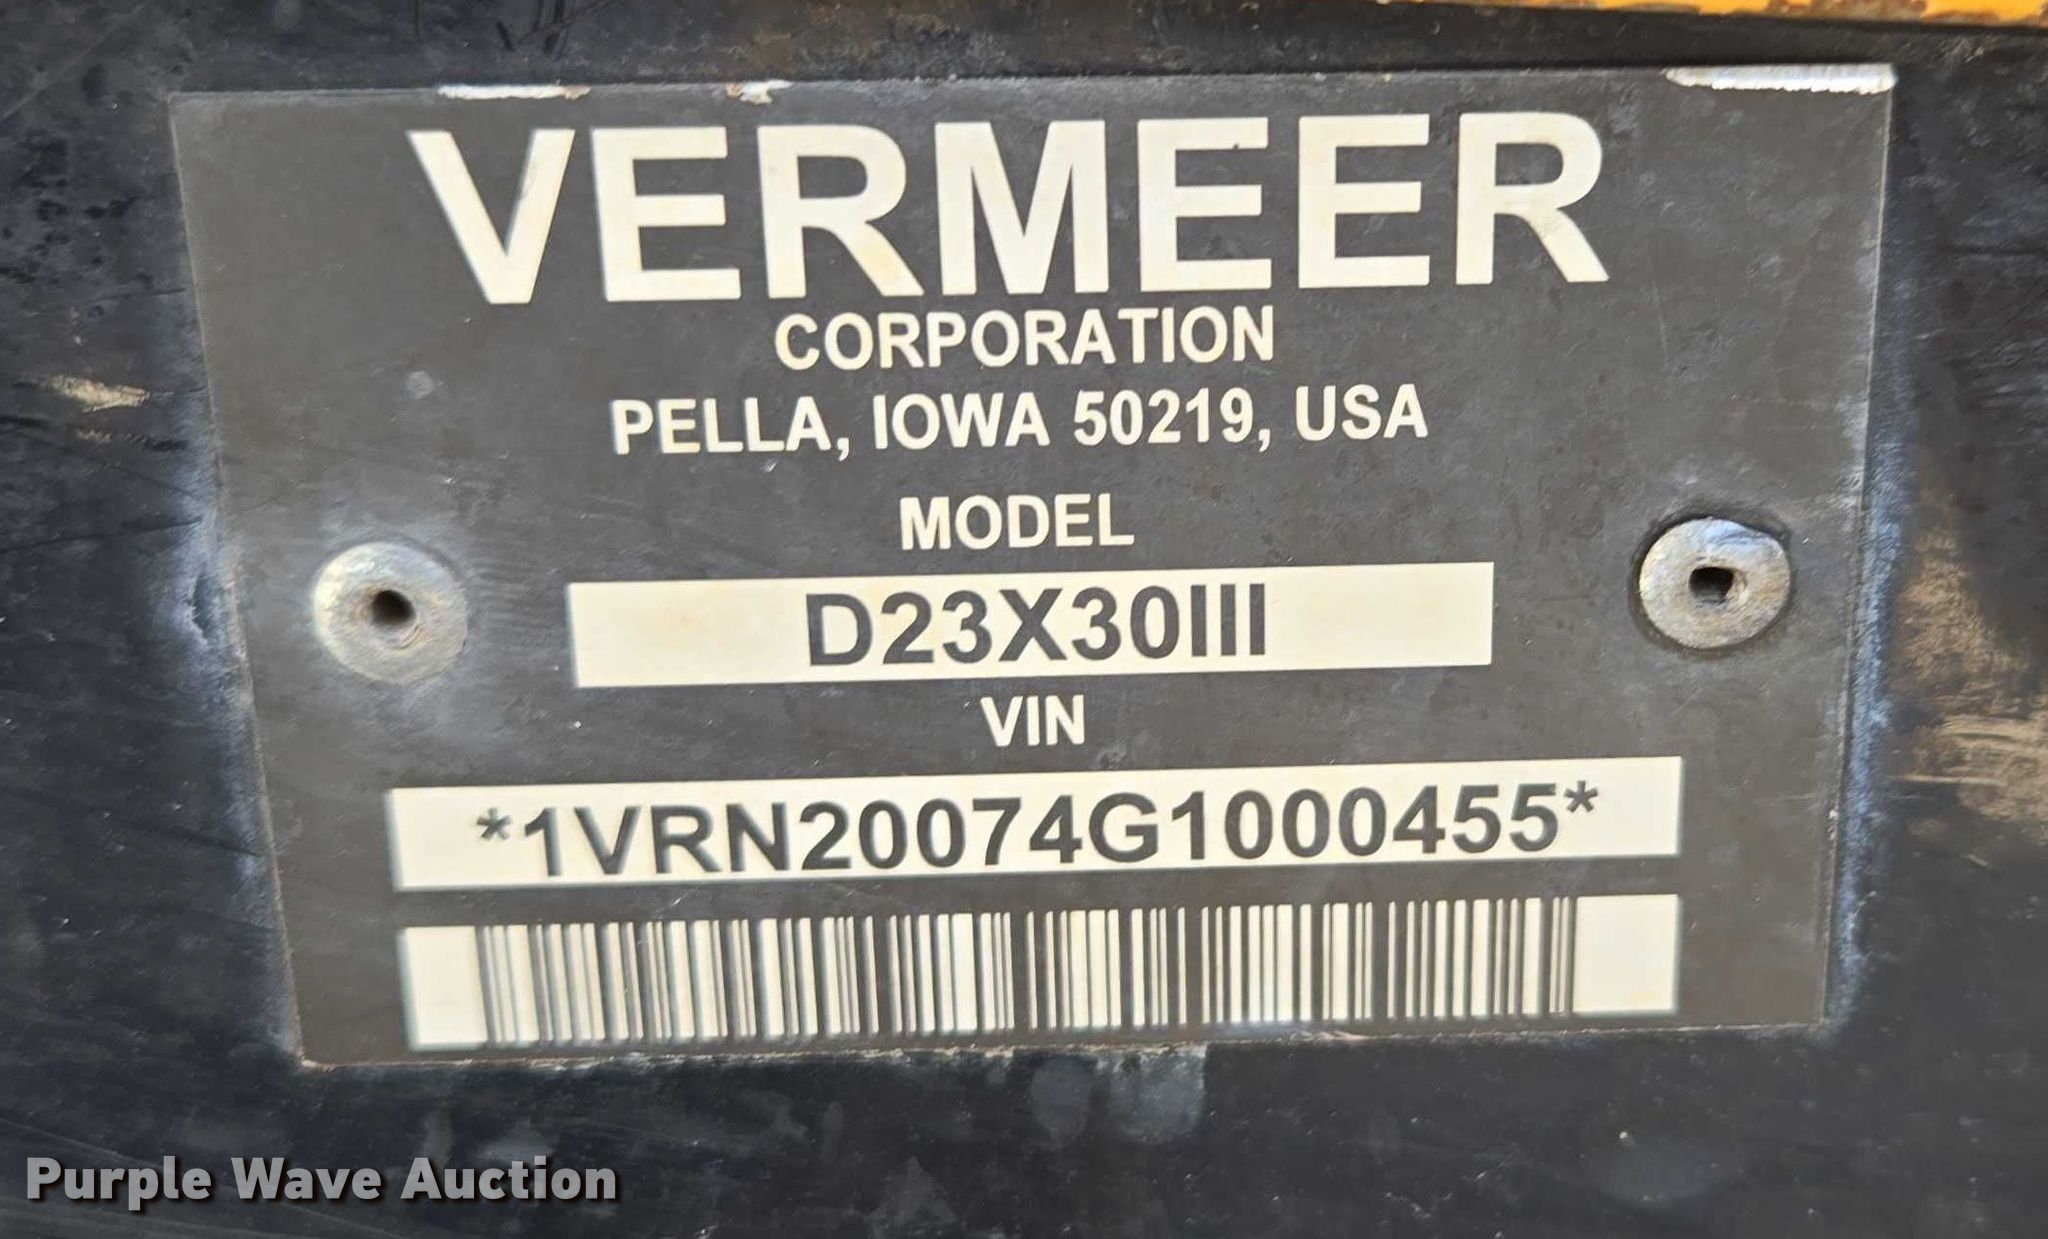 VERMEER
CORPORATION
PELLA, IOWA 50219, USA
MODEL
D23X30III
VIN
*1VRN20074G1000455*
Purple Wave Auction